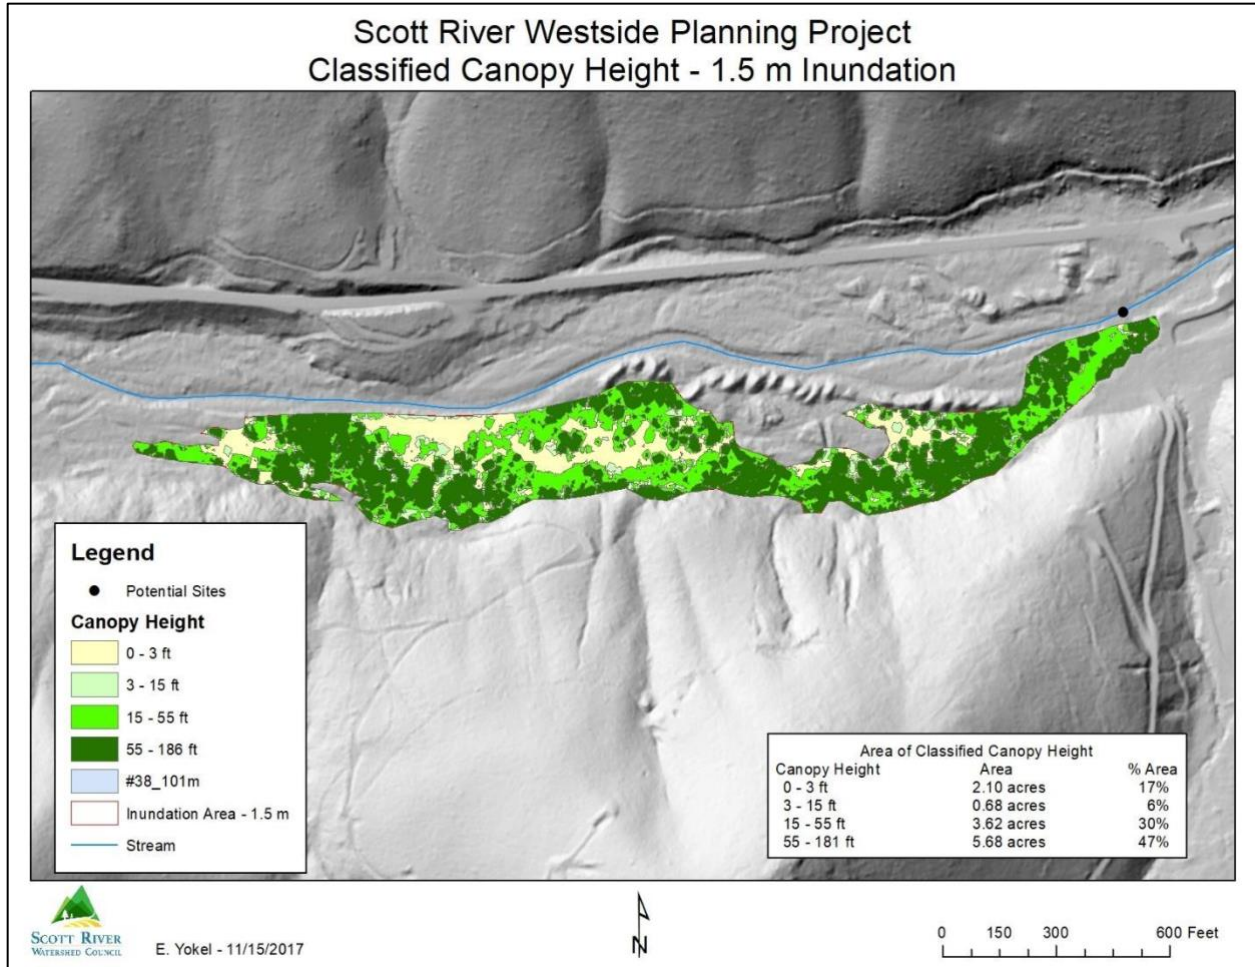 Scott River Westside Planning Project
Classified Canopy Height - 1.5 m Inundation
Legend
Potential Sites
Canopy Height
0 - 3 ft
3 - 15 ft
15 - 55 ft
55 - 186 ft
#38_101m
Inundation Area - 1.5 m
Stream
Area of Classified Canopy Height
Canopy Height Area % Area
0 - 3 ft 2.10 acres 17%
3 - 15 ft 0.68 acres 6%
15 - 55 ft 3.62 acres 30%
55 - 181 ft 5.68 acres 47%
SCOTT RIVER
WATERSHED COUNCIL
E. Yokel - 11/15/2017
N
0 150 300 600 Feet